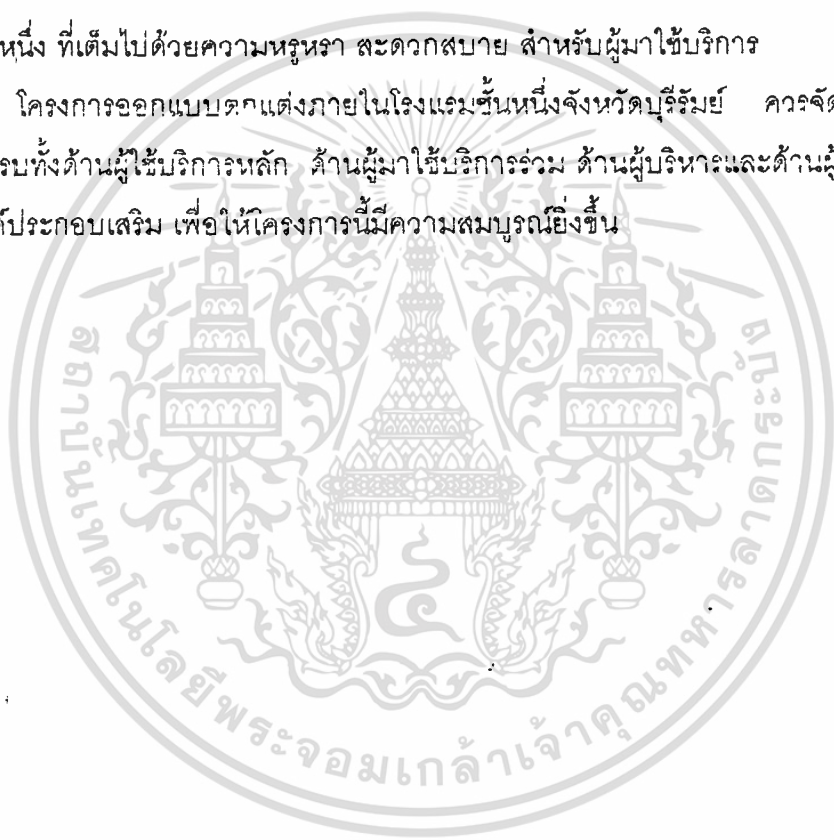 หนึ่ง ที่เต็มไปด้วยความหรูหรา สะดวกสบาย สำหรับผู้มาใช้บริการ
โครงการออกแบบตกแต่งภายในโรงแรมชั้นหนึ่งจังหวัดบุรีรัมย์ ควรจัด
รบทั้งด้านผู้ใช้บริการหลัก ด้านผู้มาใช้บริการร่วม ด้านผู้บริหารและด้านผู้
ค์ประกอบเสริม เพื่อให้โครงการนี้มีความสมบูรณ์ยิ่งขึ้น
สถาบันเทคโนโลยีพระจอมเกล้าเจ้าคุณทหารลาดกระบัง